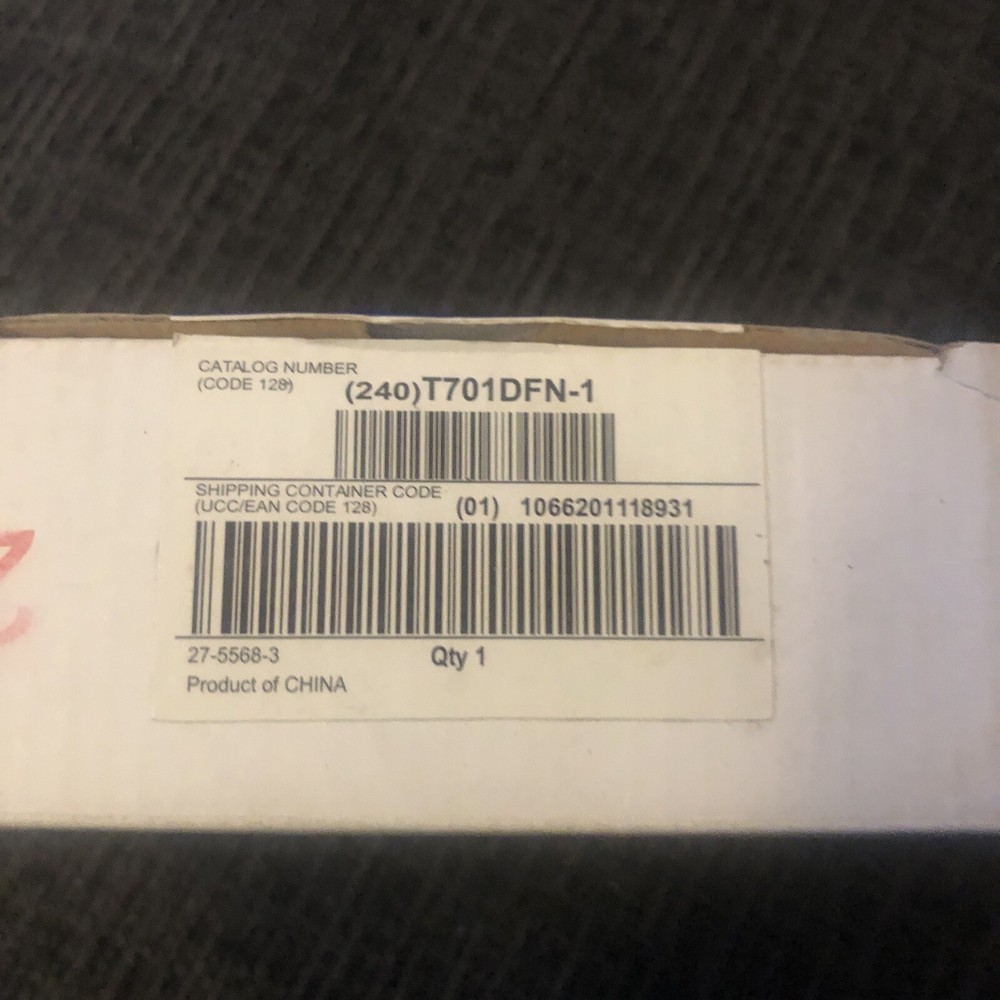 CATALOG NUMBER
(CODE 128)
(240)T701DFN-1
SHIPPING CONTAINER CODE
(UCC/EAN CODE 128)
(01) 1066201118931
27-5568-3
Qty 1
Product of CHINA